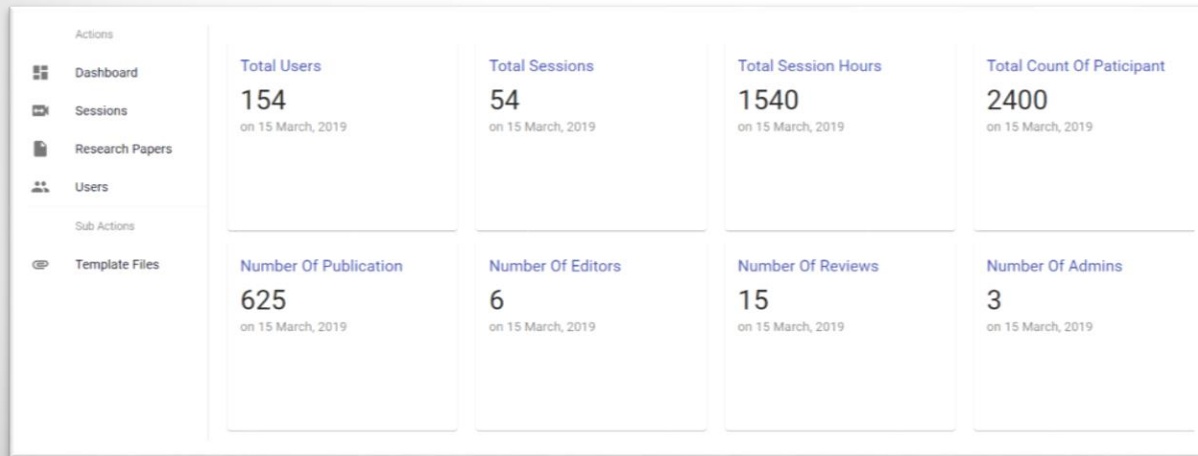 Actions
Dashboard
Sessions
Research Papers
Users
Sub Actions
Template Files
Total Users
154
on 15 March, 2019
Total Sessions
54
on 15 March, 2019
Total Session Hours
1540
on 15 March, 2019
Total Count Of Paticipant
2400
on 15 March, 2019
Number Of Publication
625
on 15 March, 2019
Number Of Editors
6
on 15 March, 2019
Number Of Reviews
15
on 15 March, 2019
Number Of Admins
3
on 15 March, 2019